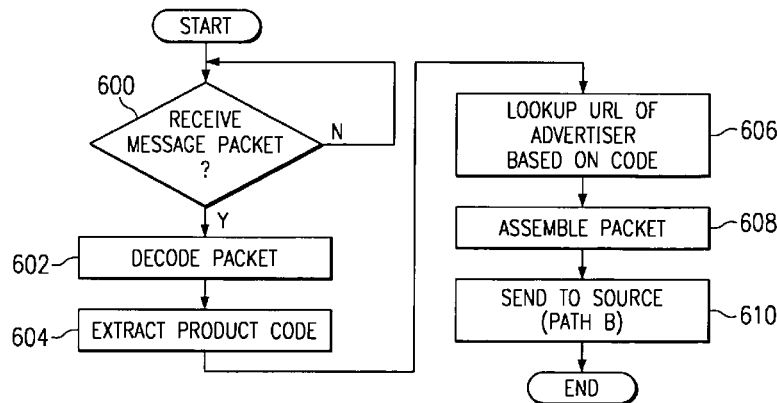 START
600
RECEIVE
MESSAGE PACKET
?
N
Y
602
DECODE PACKET
604
EXTRACT PRODUCT CODE
LOOKUP URL OF
ADVERTISER
BASED ON CODE
606
ASSEMBLE PACKET
608
SEND TO SOURCE
(PATH B)
610
END